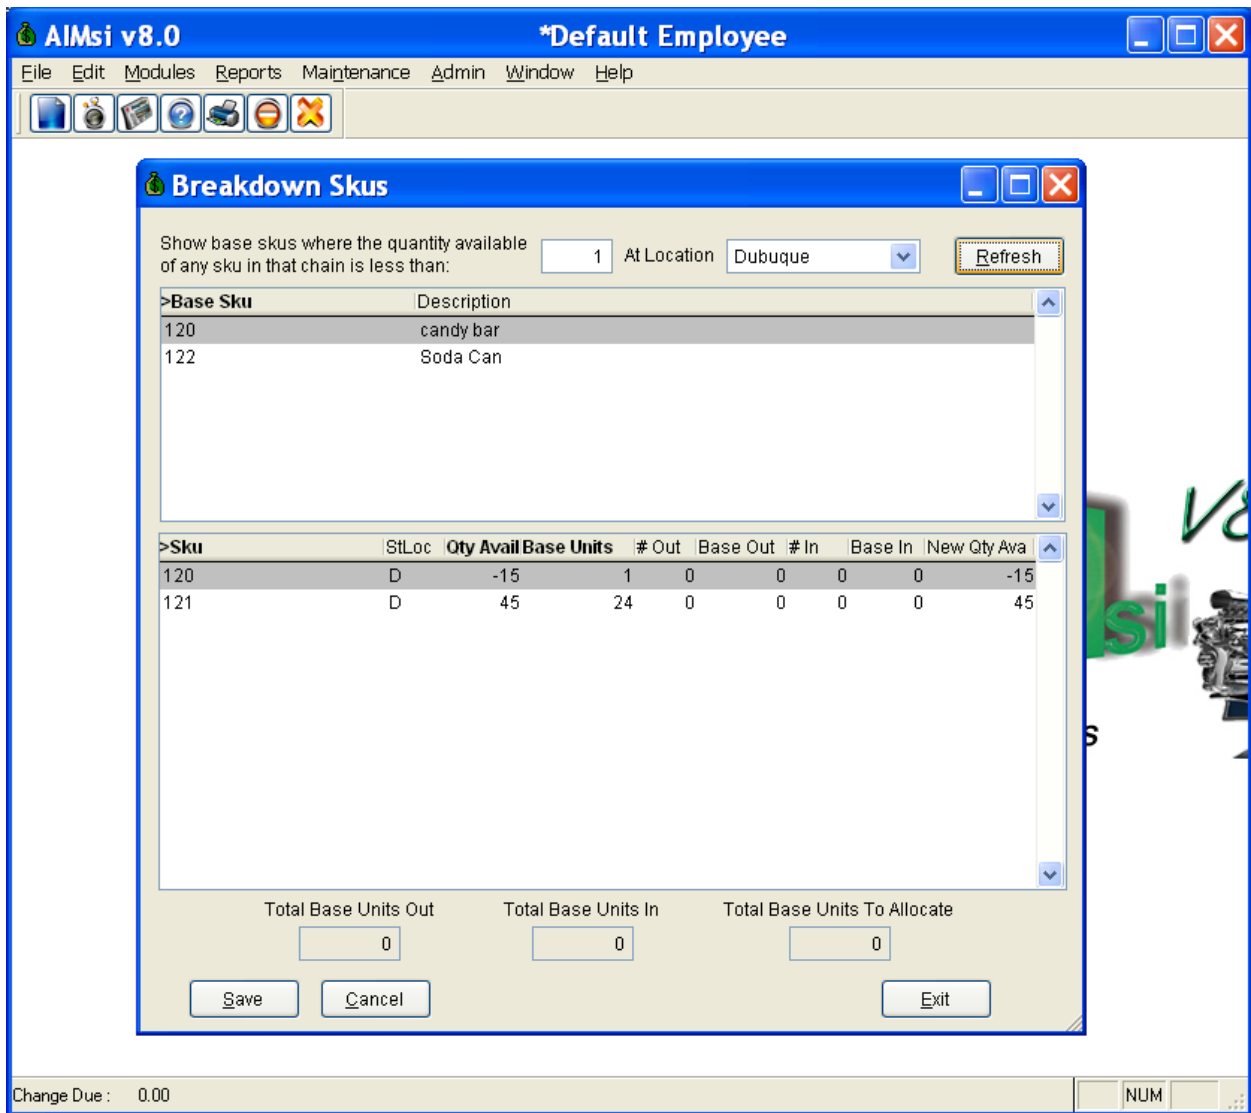 AIMsi v8.0 *Default Employee
File Edit Modules Reports Maintenance Admin Window Help
Breakdown Skus
Show base skus where the quantity available
of any sku in that chain is less than: 1 At Location Dubuque Refresh
>Base Sku Description
120 candy bar
122 Soda Can
>Sku StLoc Qty Avail Base Units # Out Base Out # In Base In New Qty Ava
120 D -15 1 0 0 0 0 -15
121 D 45 24 0 0 0 0 45
Total Base Units Out Total Base Units In Total Base Units To Allocate
0 0 0
Save Cancel Exit
V8
si
s
Change Due : 0.00 NUM